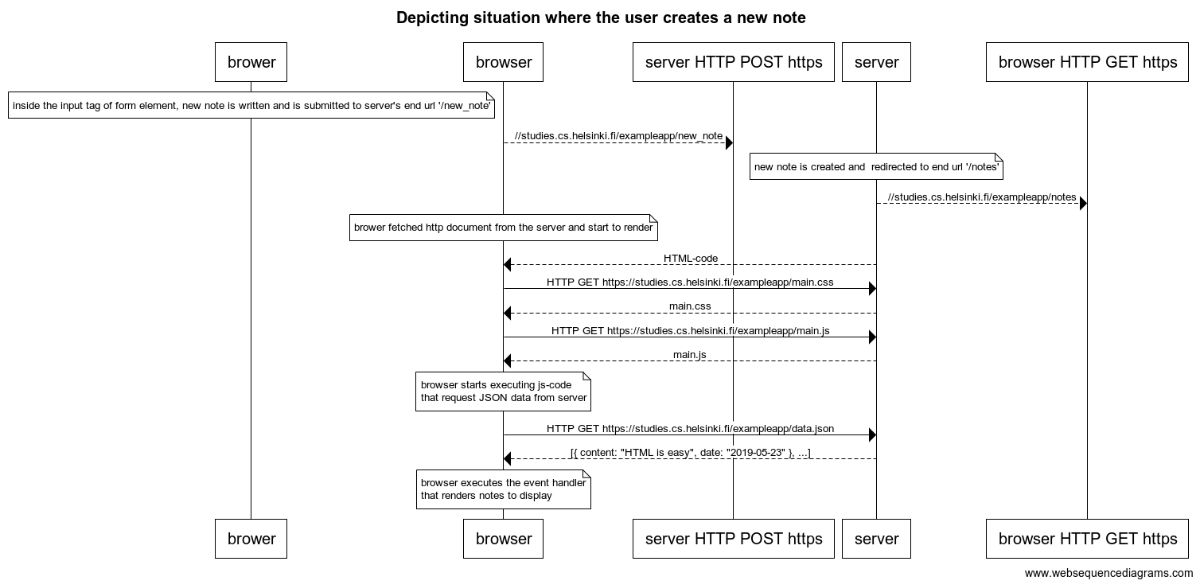 Depicting situation where the user creates a new note
brower
browser
server HTTP POST https
server
browser HTTP GET https
inside the input tag of form element, new note is written and is submitted to server's end url '/new_note'
//studies.cs.helsinki.fi/exampleapp/new_note
new note is created and  redirected to end url '/notes'
//studies.cs.helsinki.fi/exampleapp/notes
brower fetched http document from the server and start to render
HTML-code
HTTP GET https://studies.cs.helsinki.fi/exampleapp/main.css
main.css
HTTP GET https://studies.cs.helsinki.fi/exampleapp/main.js
main.js
browser starts executing js-code
that request JSON data from server
HTTP GET https://studies.cs.helsinki.fi/exampleapp/data.json
[{ content: "HTML is easy", date: "2019-05-23" }, ...]
browser executes the event handler
that renders notes to display
brower
browser
server HTTP POST https
server
browser HTTP GET https
www.websequencediagrams.com